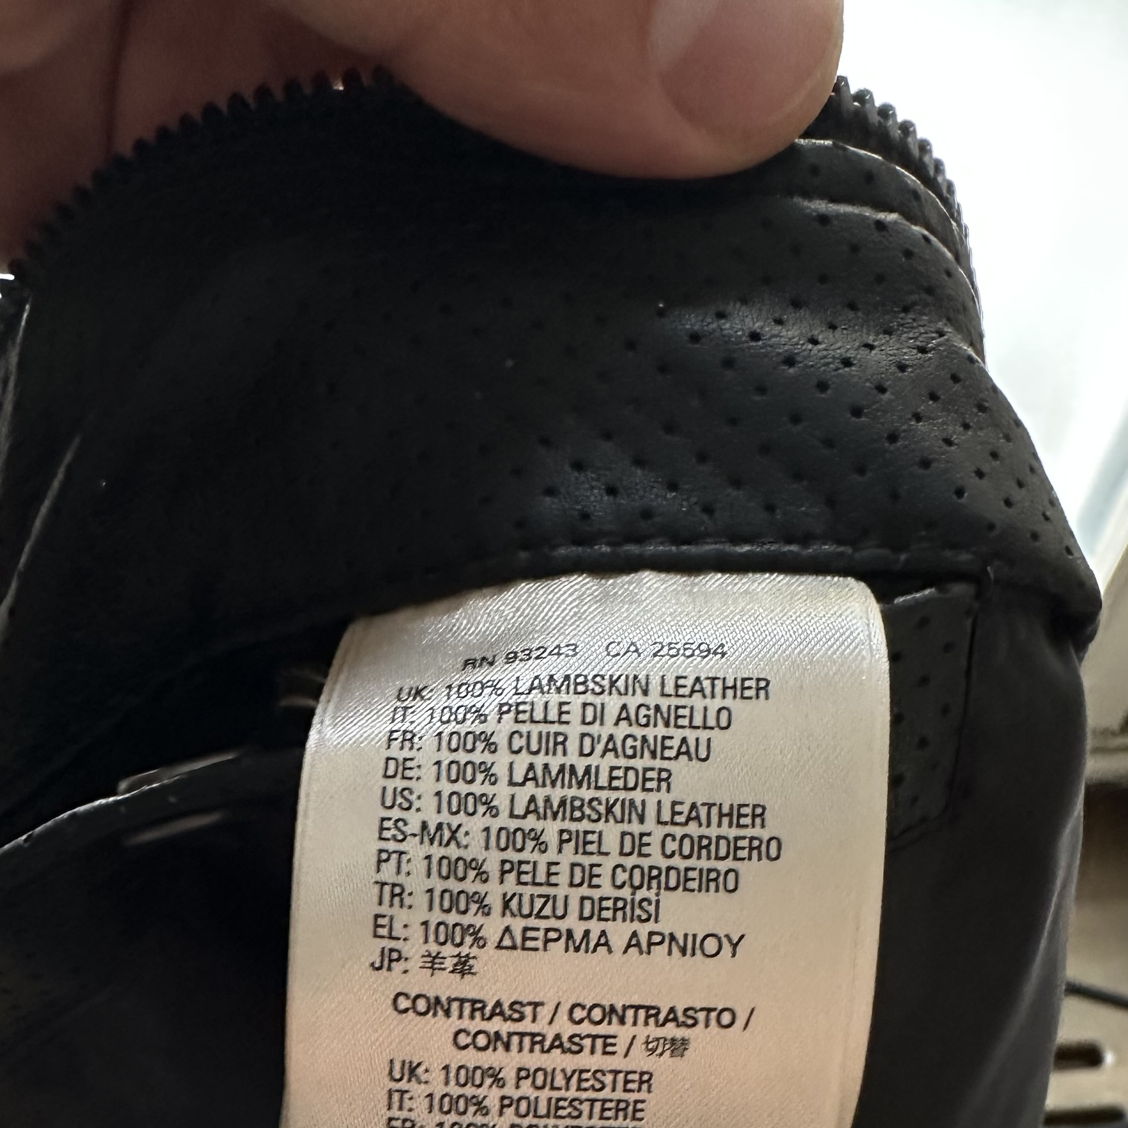 RN 93243 CA 25594
UK: 100% LAMBSKIN LEATHER
IT: 100% PELLE DI AGNELLO
FR: 100% CUIR D'AGNEAU
DE: 100% LAMMLEDER
US: 100% LAMBSKIN LEATHER
ES-MX: 100% PIEL DE CORDERO
PT: 100% PELE DE CORDEIRO
TR: 100% KUZU DERİSİ
EL: 100% ΔΕΡΜΑ ΑΡΝΙΟΥ
JP: 羊革
CONTRAST / CONTRASTO /
CONTRASTE / 切替
UK: 100% POLYESTER
IT: 100% POLIESTERE